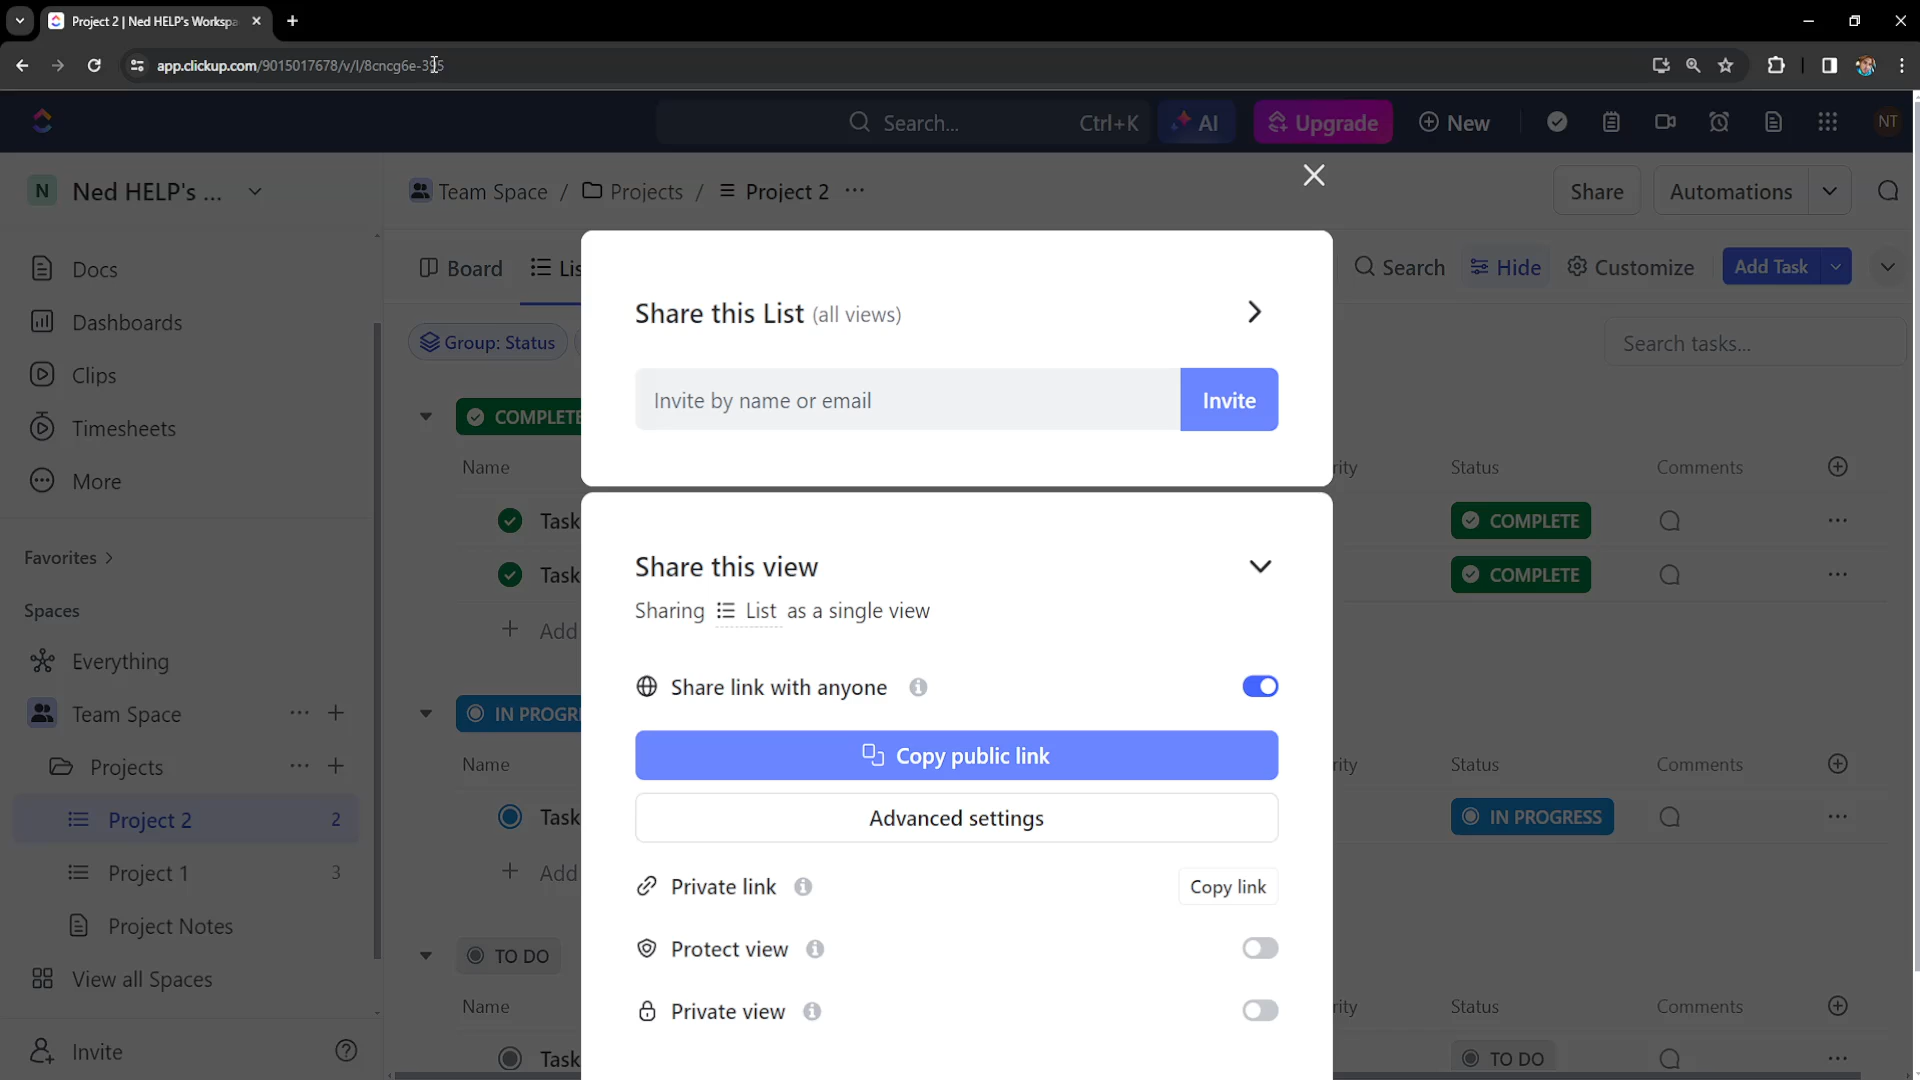 Project 2 | Ned HELP's Workspa
app.clickup.com/9015017678/v/l/8cncg6e-395
Search... Ctrl+K
AI
Upgrade
New
NT
N Ned HELP's ...
Team Space / Projects / Project 2 ...
Share
Automations
Docs
Dashboards
Clips
Timesheets
More
Favorites
Spaces
Everything
Team Space
Projects
Project 2 2
Project 1 3
Project Notes
View all Spaces
Invite
Board
Lis
Search
Hide
Customize
Add Task
Group: Status
Search tasks...
COMPLETE
Name rity Status Comments
Task COMPLETE
Task COMPLETE
Add
IN PROGR
Name rity Status Comments
Task IN PROGRESS
Add
TO DO
Name rity Status Comments
Task TO DO
Share this List (all views)
Invite by name or email
Invite
Share this view
Sharing List as a single view
Share link with anyone
Copy public link
Advanced settings
Private link
Copy link
Protect view
Private view